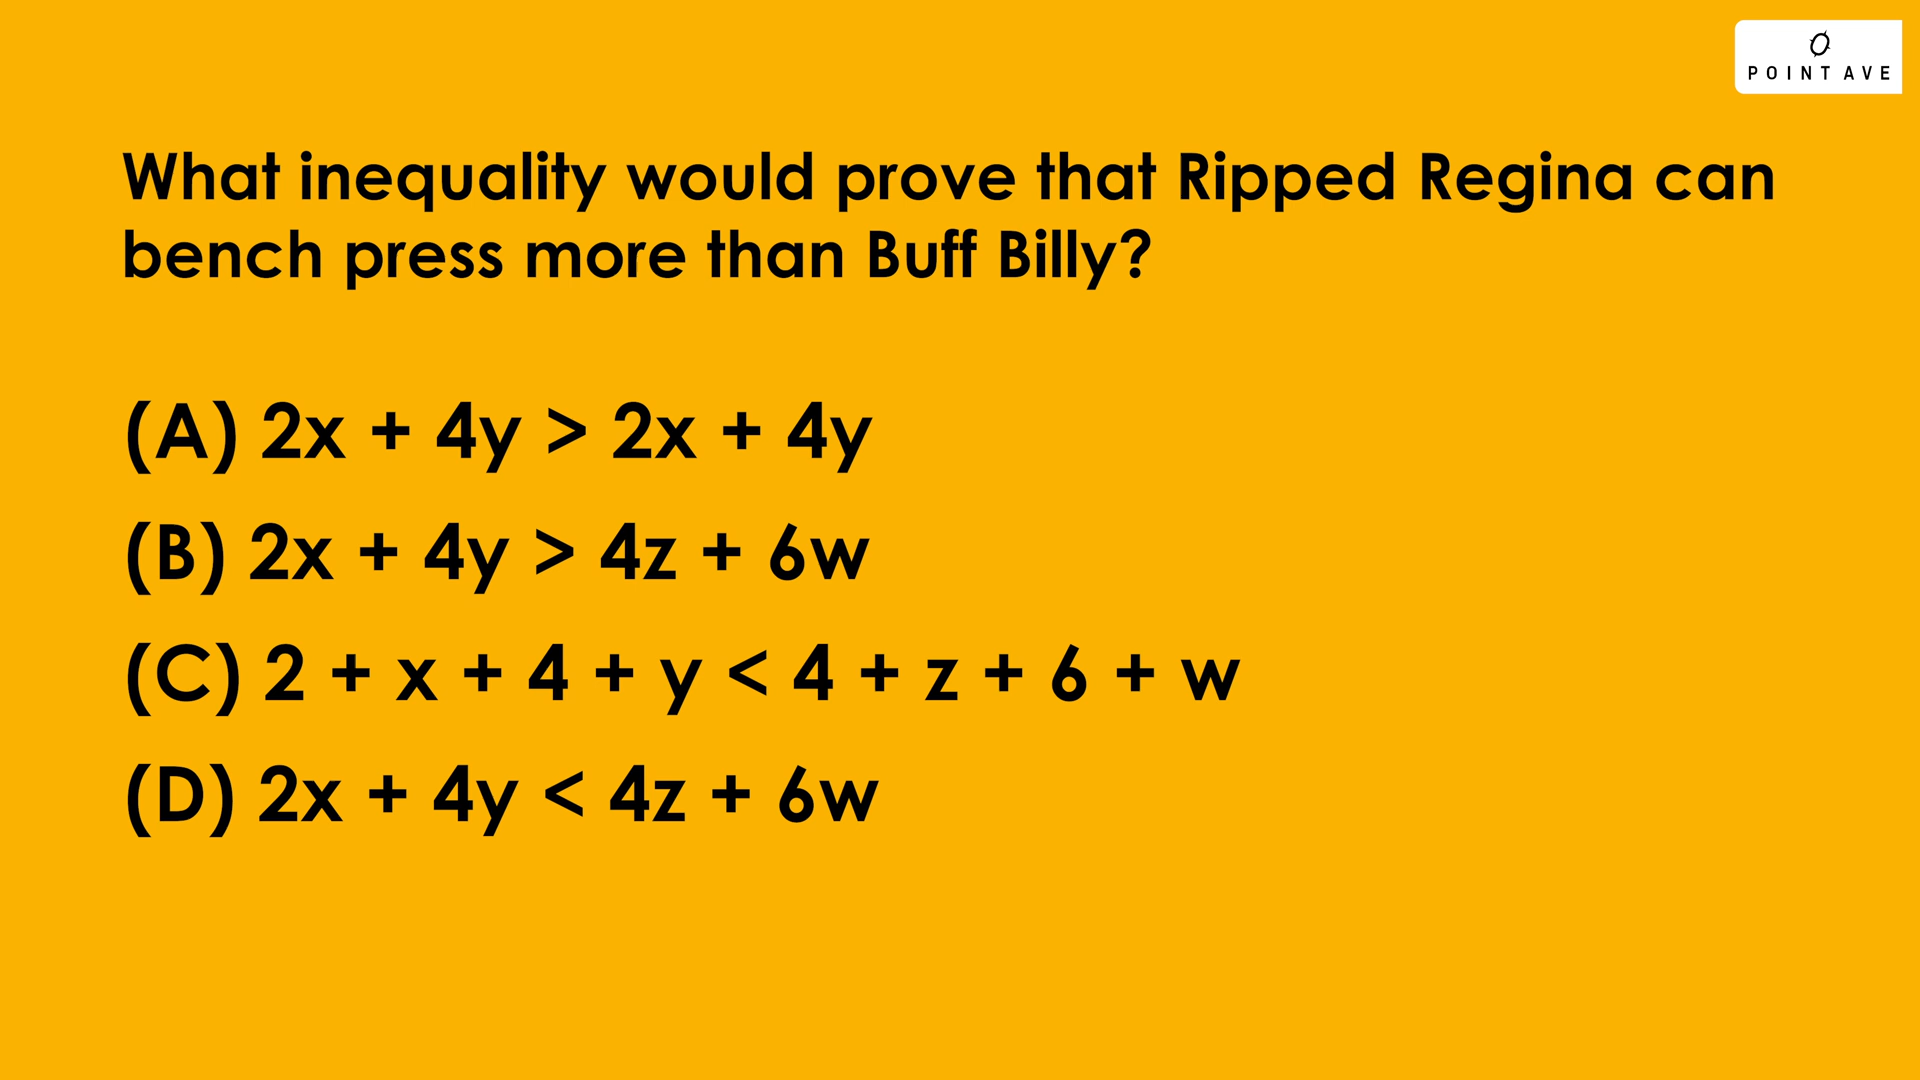 POINT AVE
What inequality would prove that Ripped Regina can
bench press more than Buff Billy?
(A) 2x + 4y > 2x + 4y
(B) 2x + 4y > 4z + 6w
(C) 2 + x + 4 + y < 4 + z + 6 + w
(D) 2x + 4y < 4z + 6w